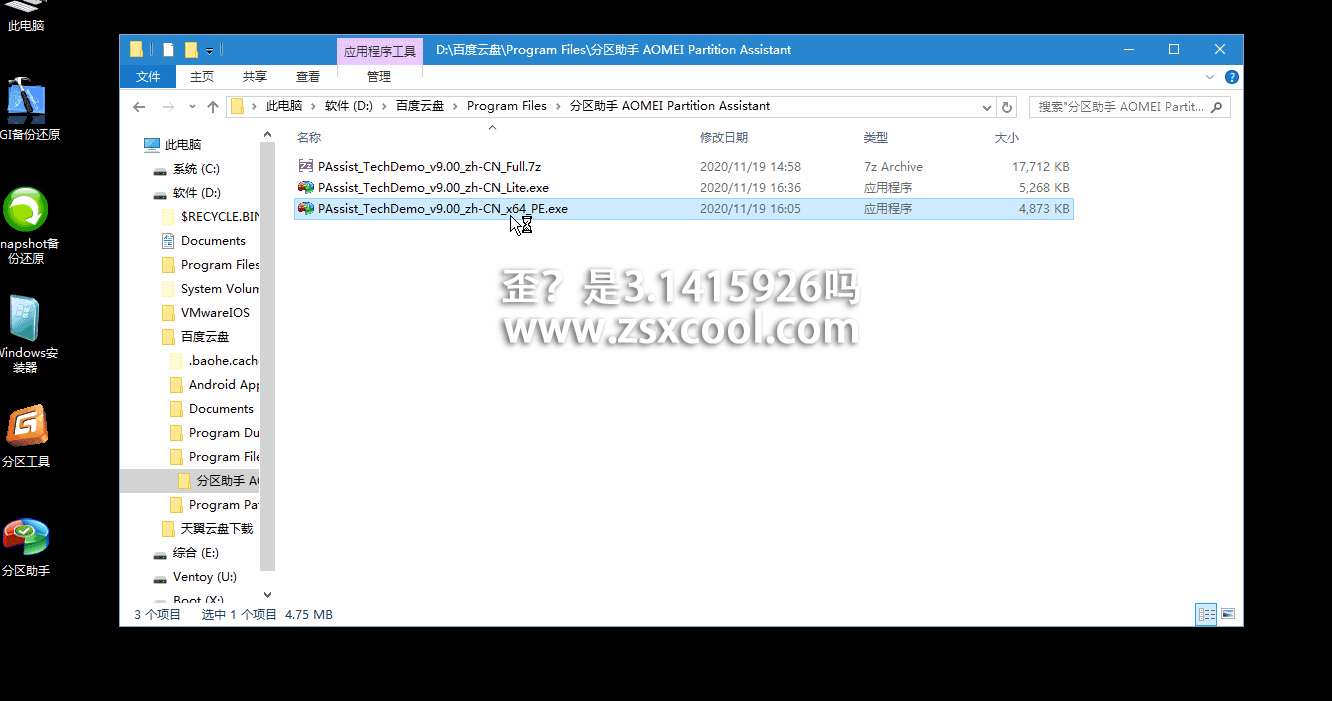 此电脑
GI备份还原
napshot备
份还原
Windows安
装器
分区工具
分区助手
应用程序工具
D:\百度云盘\Program Files\分区助手 AOMEI Partition Assistant
文件 主页 共享 查看 管理
此电脑 软件 (D:) 百度云盘 Program Files 分区助手 AOMEI Partition Assistant
搜索"分区助手 AOMEI Partit...
此电脑
系统 (C:)
软件 (D:)
$RECYCLE.BIN
Documents
Program Files
System Volum
VMwareIOS
百度云盘
.baohe.cache
Android App
Documents
Program Du
Program File
分区助手 AO
Program Pa
天翼云盘下载
综合 (E:)
Ventoy (U:)
Boot (X:)
名称 修改日期 类型 大小
PAssist_TechDemo_v9.00_zh-CN_Full.7z 2020/11/19 14:58 7z Archive 17,712 KB
PAssist_TechDemo_v9.00_zh-CN_Lite.exe 2020/11/19 16:36 应用程序 5,268 KB
PAssist_TechDemo_v9.00_zh-CN_x64_PE.exe 2020/11/19 16:05 应用程序 4,873 KB
歪？是3.1415926吗
www.zsxcool.com
3 个项目 选中 1 个项目 4.75 MB